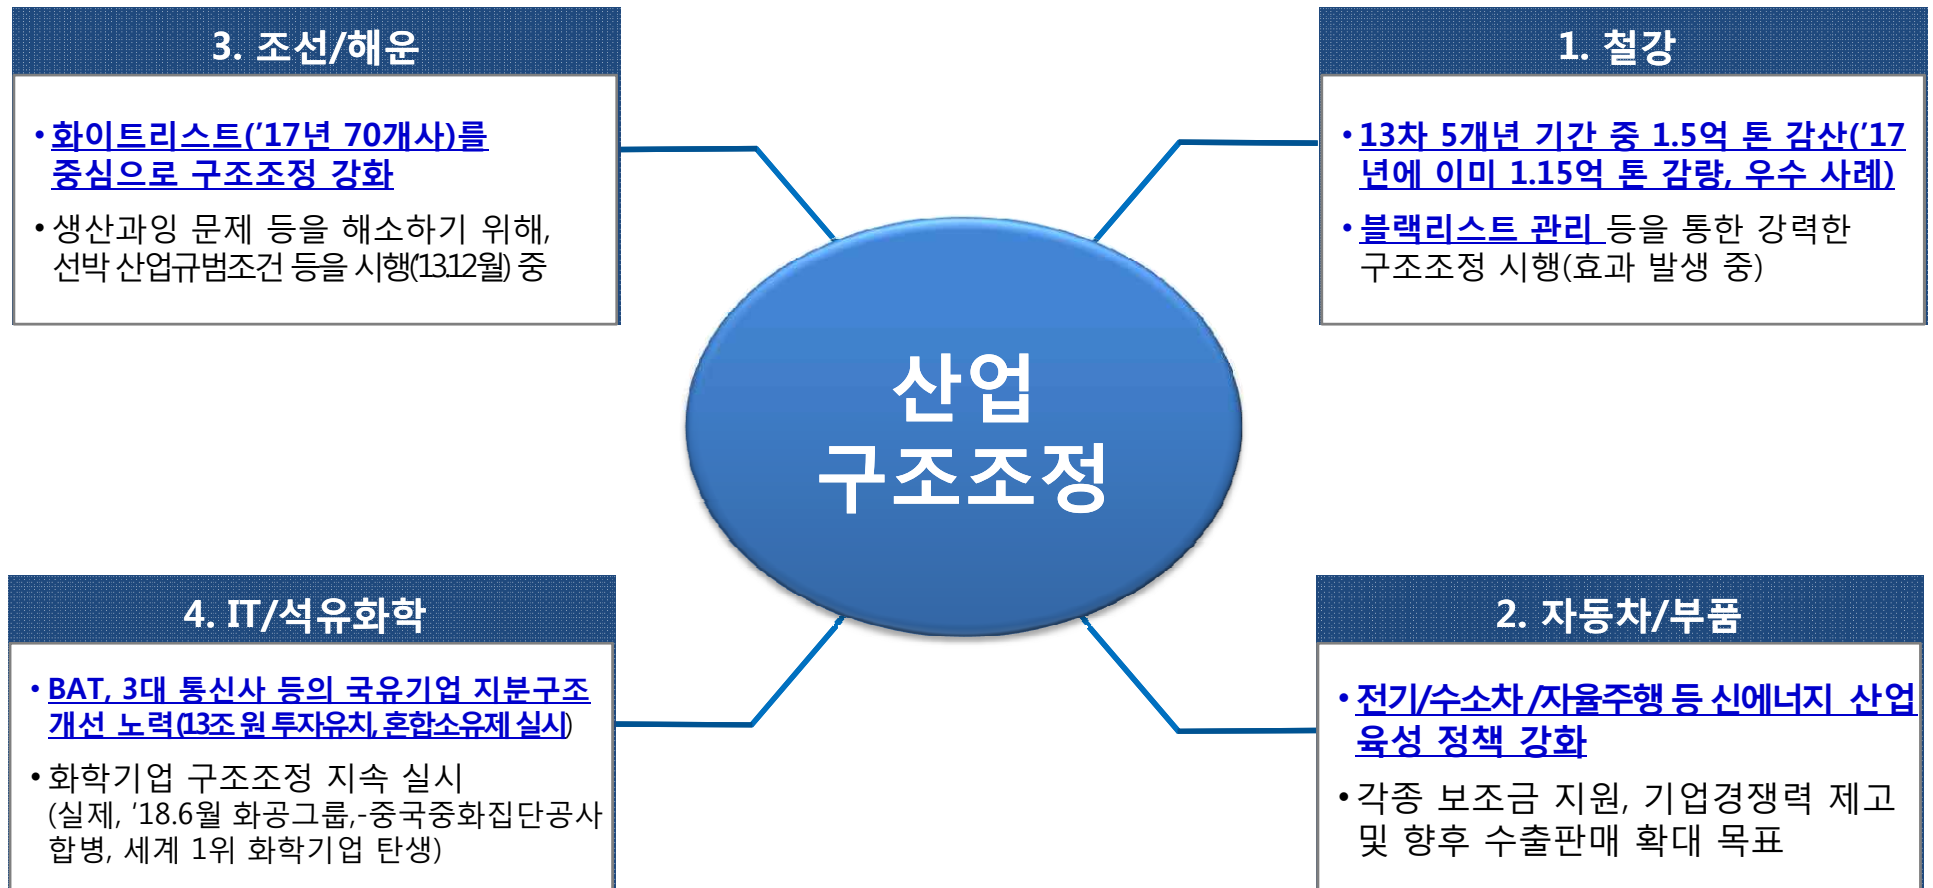 3. 조선/해운
• 화이트리스트('17년 70개사)를
중심으로 구조조정 강화
• 생산과잉 문제 등을 해소하기 위해,
선박 산업규범조건 등을 시행('13.12월) 중
1. 철강
• 13차 5개년 기간 중 1.5억 톤 감산('17
년에 이미 1.15억 톤 감량, 우수 사례)
• 블랙리스트 관리 등을 통한 강력한
구조조정 시행(효과 발생 중)
산업
구조조정
4. IT/석유화학
• BAT, 3대 통신사 등의 국유기업 지분구조
개선 노력(13조 원 투자유치, 혼합소유제 실시)
• 화학기업 구조조정 지속 실시
(실제, '18.6월 화공그룹,-중국중화집단공사
합병, 세계 1위 화학기업 탄생)
2. 자동차/부품
• 전기/수소차 /자율주행 등 신에너지 산업
육성 정책 강화
• 각종 보조금 지원, 기업경쟁력 제고
및 향후 수출판매 확대 목표